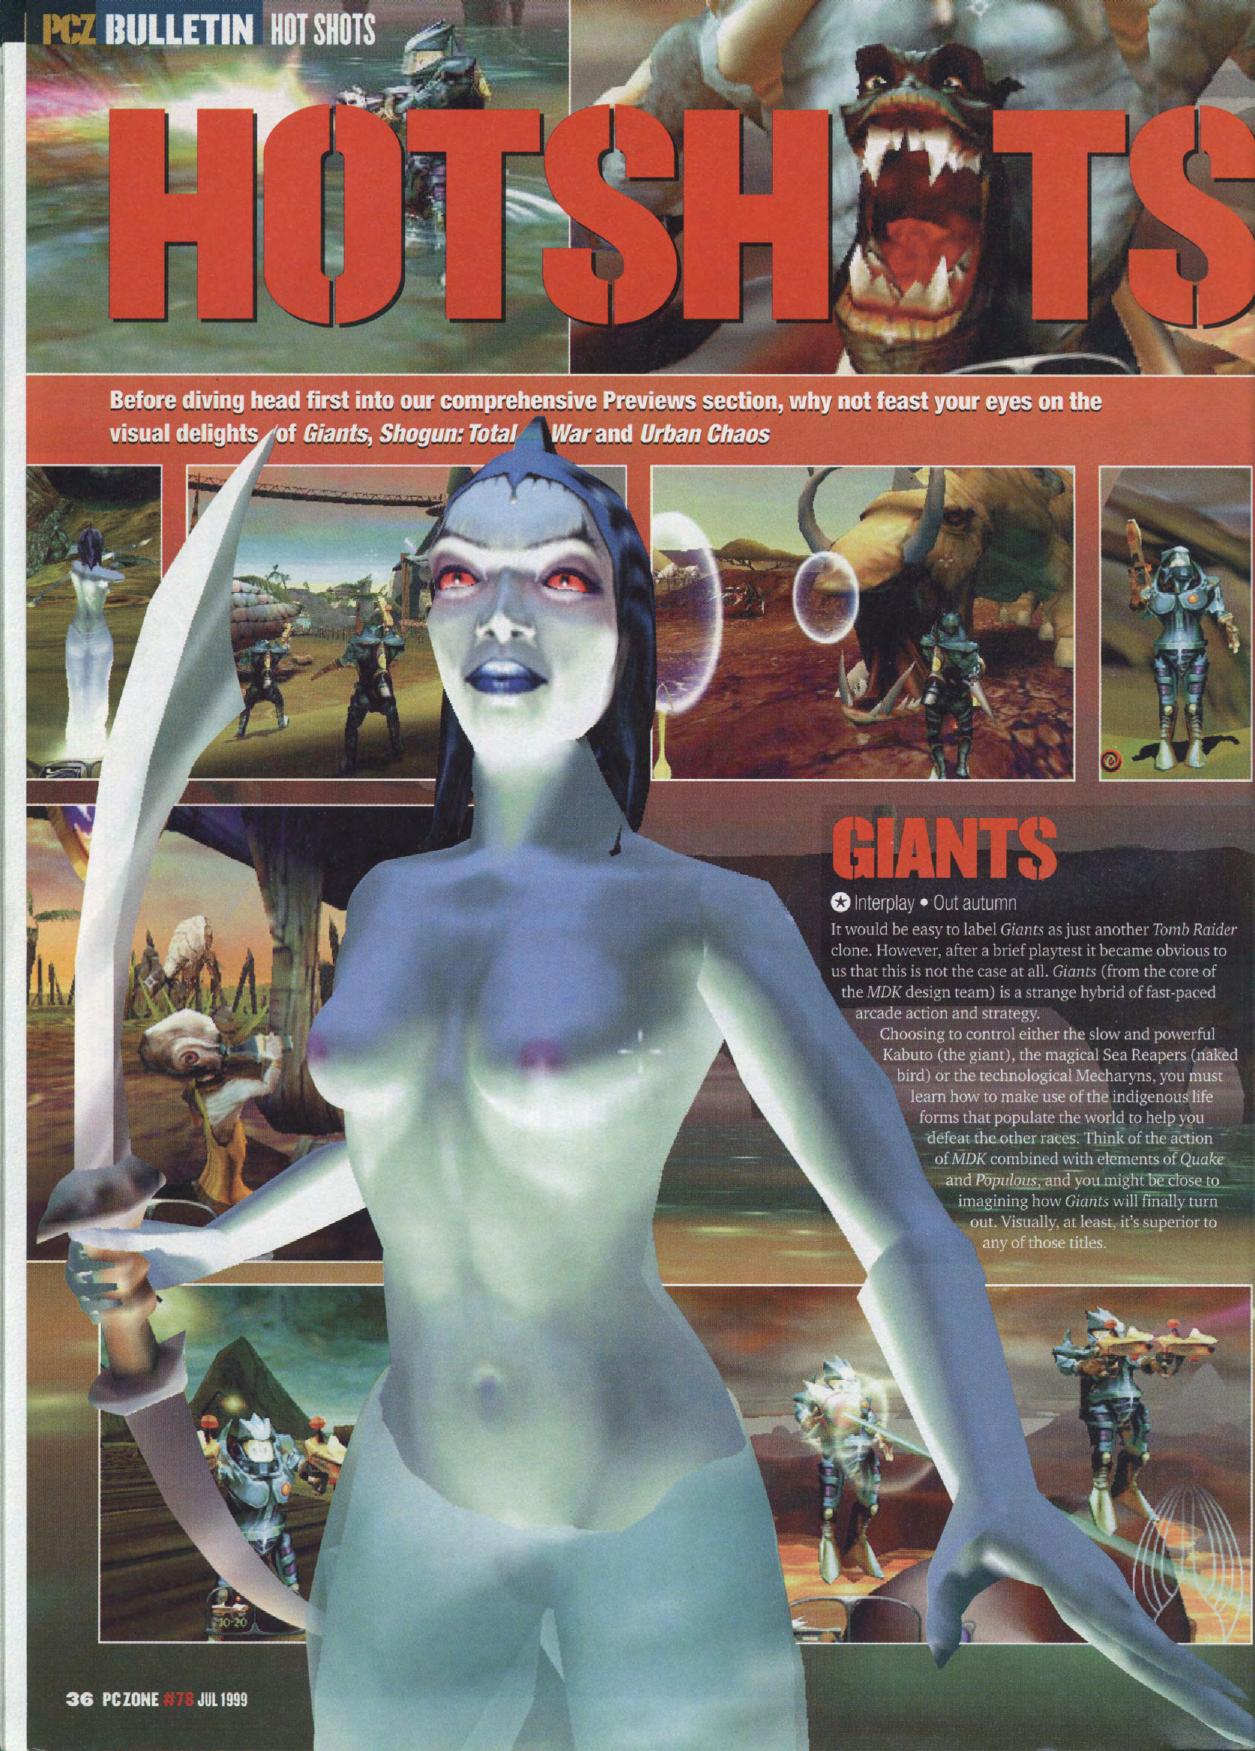 PCZ BULLETIN HOT SHOTS
HOTSHOTS
Before diving head first into our comprehensive Previews section, why not feast your eyes on the
visual delights of Giants, Shogun: Total War and Urban Chaos
GIANTS
Interplay • Out autumn
It would be easy to label Giants as just another Tomb Raider
clone. However, after a brief playtest it became obvious to
us that this is not the case at all. Giants (from the core of
the MDK design team) is a strange hybrid of fast-paced
arcade action and strategy.
Choosing to control either the slow and powerful
Kabuto (the giant), the magical Sea Reapers (naked
bird) or the technological Mecharyns, you must
learn how to make use of the indigenous life
forms that populate the world to help you
defeat the other races. Think of the action
of MDK combined with elements of Quake
and Populous, and you might be close to
imagining how Giants will finally turn
out. Visually, at least, it's superior to
any of those titles.
10-20
36 PC ZONE #78 JUL 1999